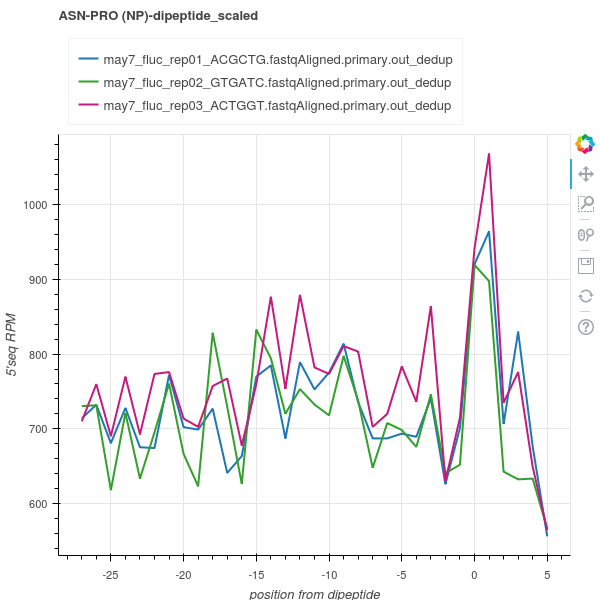 ASN-PRO (NP)-dipeptide_scaled
may7_fluc_rep01_ACGCTG.fastqAligned.primary.out_dedup
may7_fluc_rep02_GTGATC.fastqAligned.primary.out_dedup
may7_fluc_rep03_ACTGGT.fastqAligned.primary.out_dedup
1000
900
800
700
600
5'seq RPM
-25 -20 -15 -10 -5 0 5
position from dipeptide